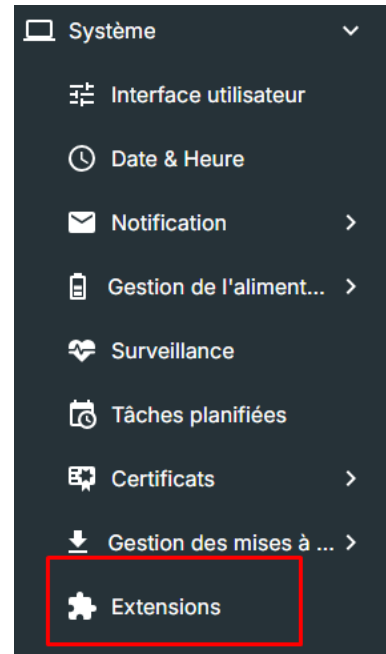 Système
Interface utilisateur
Date & Heure
Notification
Gestion de l'aliment...
Surveillance
Tâches planifiées
Certificats
Gestion des mises à ...
Extensions